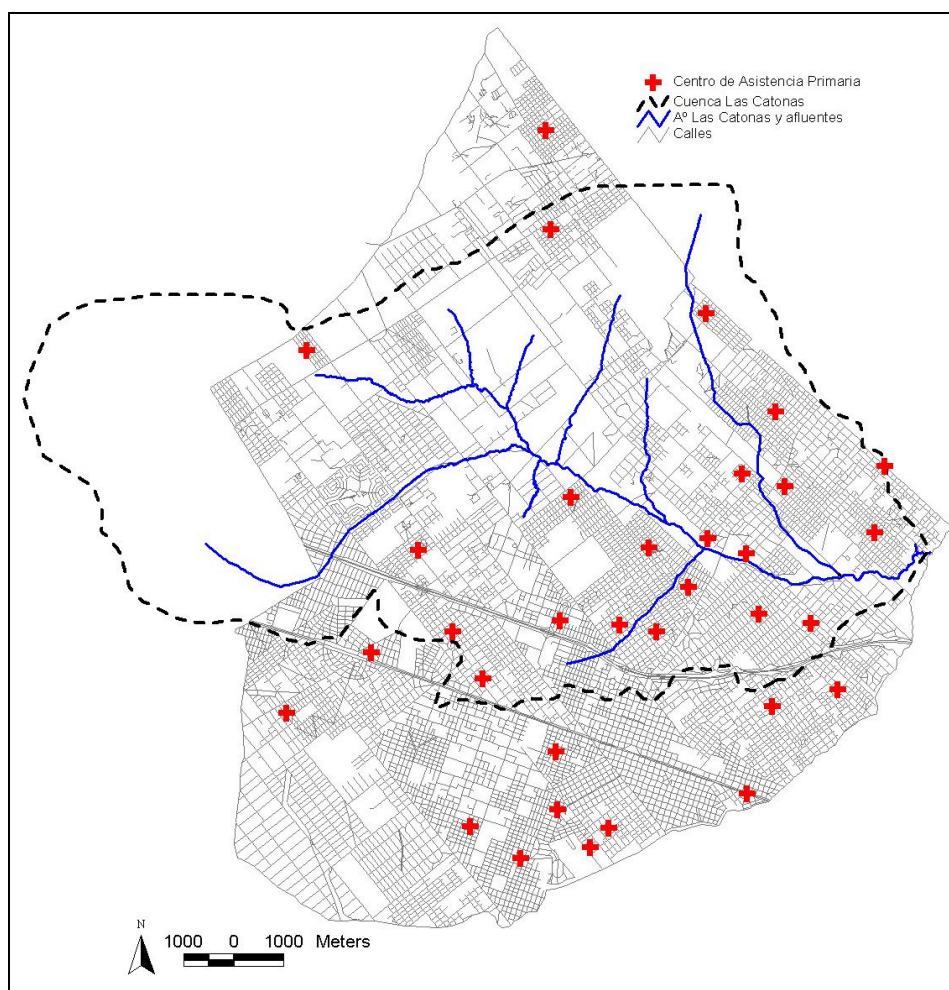 Centro de Asistencia Primaria
Cuenca Las Catonas
Aº Las Catonas y afluentes
Calles
N
1000 0 1000 Meters